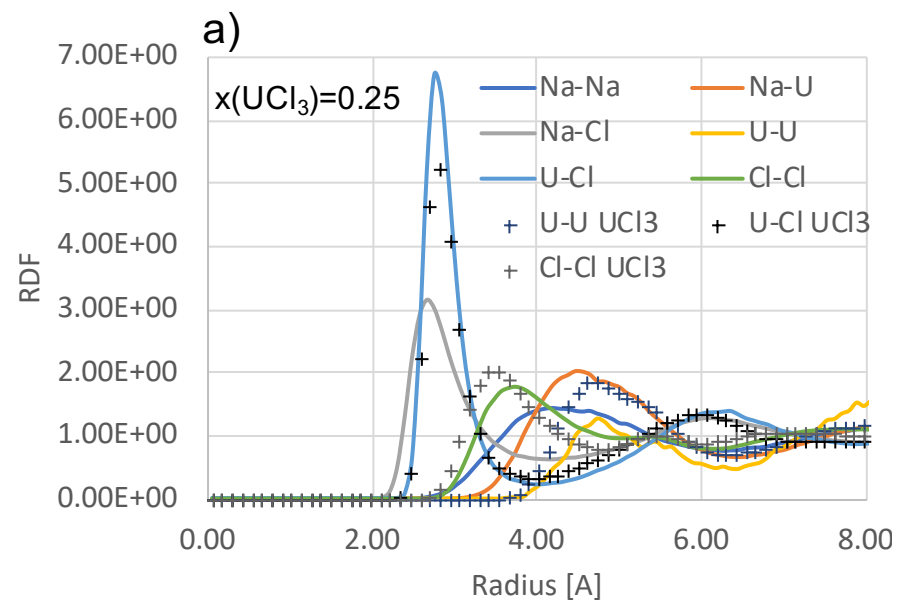 a)
7.00E+00
6.00E+00
5.00E+00
4.00E+00
3.00E+00
2.00E+00
1.00E+00
0.00E+00
RDF
x(UCl₃)=0.25
Na-Na Na-U
Na-Cl U-U
U-Cl Cl-Cl
U-U UCl3 U-Cl UCl3
Cl-Cl UCl3
0.00 2.00 4.00 6.00 8.00
Radius [A]